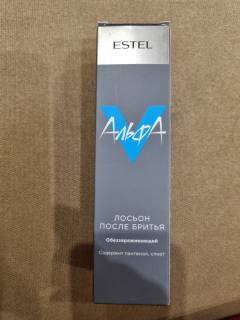 ESTEL
АЛЬФА
V
ЛОСЬОН
ПОСЛЕ БРИТЬЯ
Обеззараживающий
Содержит пантенол, спирт